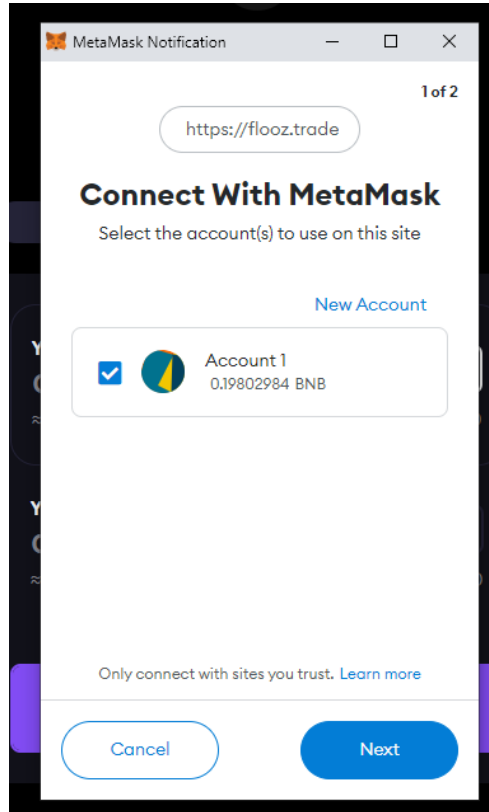 MetaMask Notification
1 of 2
https://flooz.trade
Connect With MetaMask
Select the account(s) to use on this site
New Account
Account 1
0.19802984 BNB
Y
Y
Only connect with sites you trust. Learn more
Cancel
Next